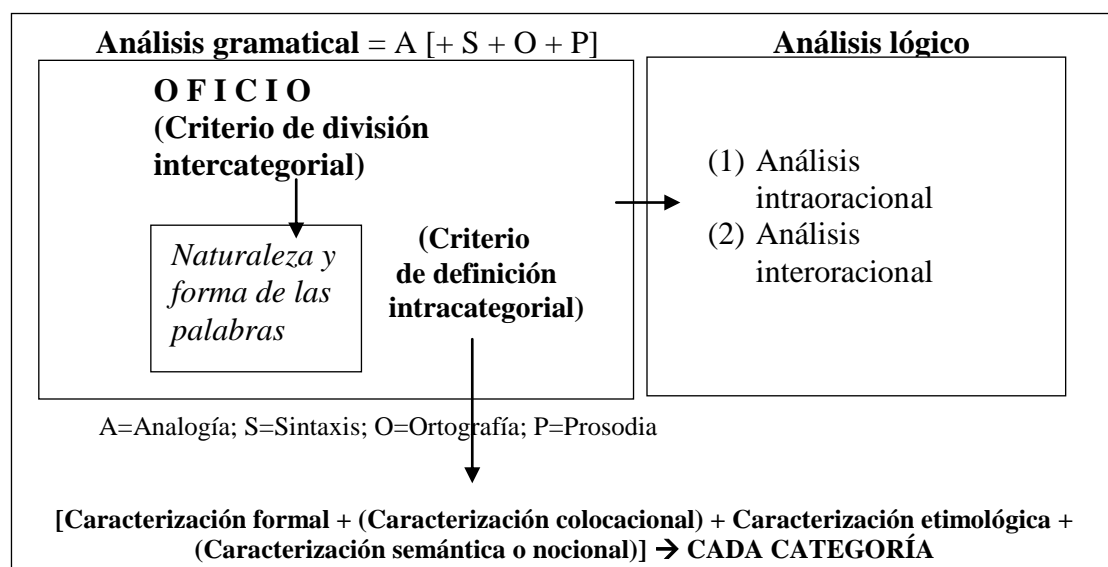 Análisis gramatical = A [+ S + O + P]
Análisis lógico
O F I C I O
(Criterio de división
intercategorial)
Naturaleza y
forma de las
palabras
(Criterio
de definición
intracategorial)
(1) Análisis
intraoracional
(2) Análisis
interoracional
A=Analogía; S=Sintaxis; O=Ortografía; P=Prosodia
[Caracterización formal + (Caracterización colocacional) + Caracterización etimológica +
(Caracterización semántica o nocional)] → CADA CATEGORÍA